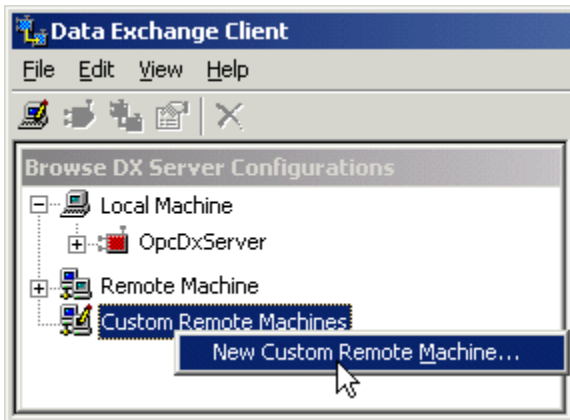 Data Exchange Client
File Edit View Help
Browse DX Server Configurations
Local Machine
OpcDxServer
Remote Machine
Custom Remote Machines
New Custom Remote Machine...